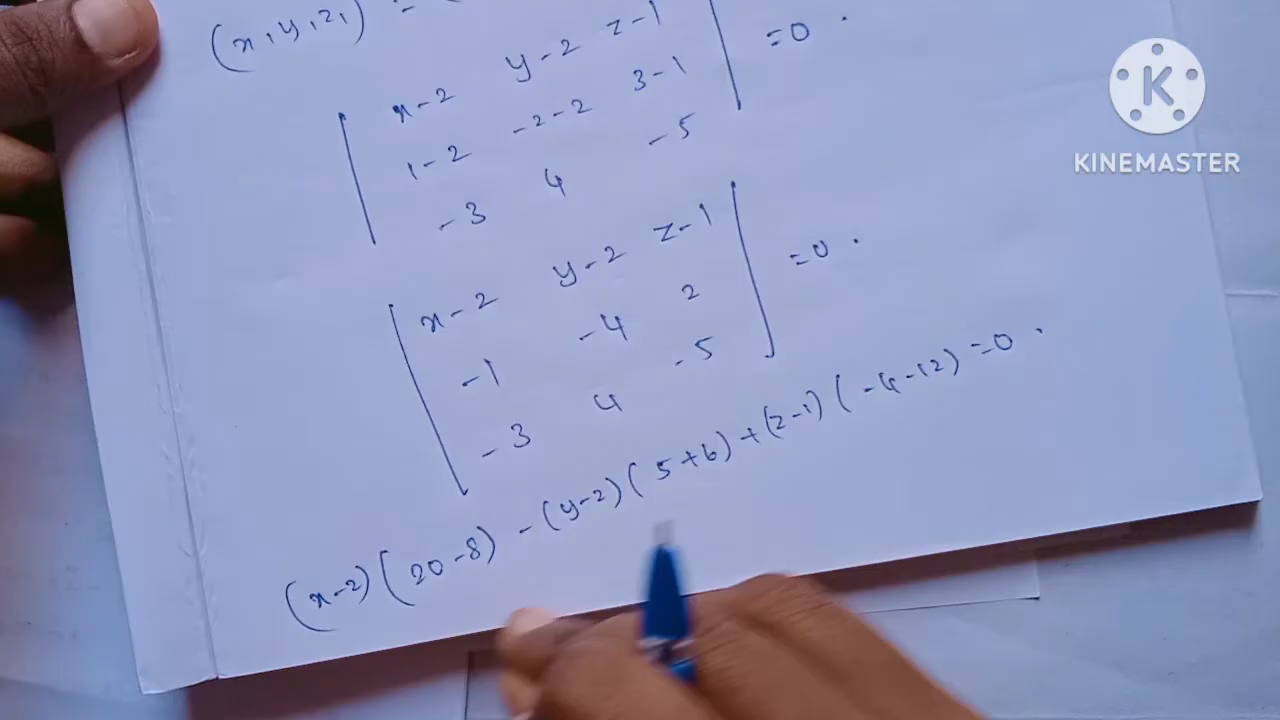 (x, y, z,) =
x-2 y-2 z-1
1-2 -2-2 3-1 =0.
-3 4 -5
x-2 y-2 z-1
-1 -4 2 =0.
-3 4 -5
(x-2)(20-8) -(y-2)(5+6)+(z-1)(-4-12)=0.
K
KINEMASTER